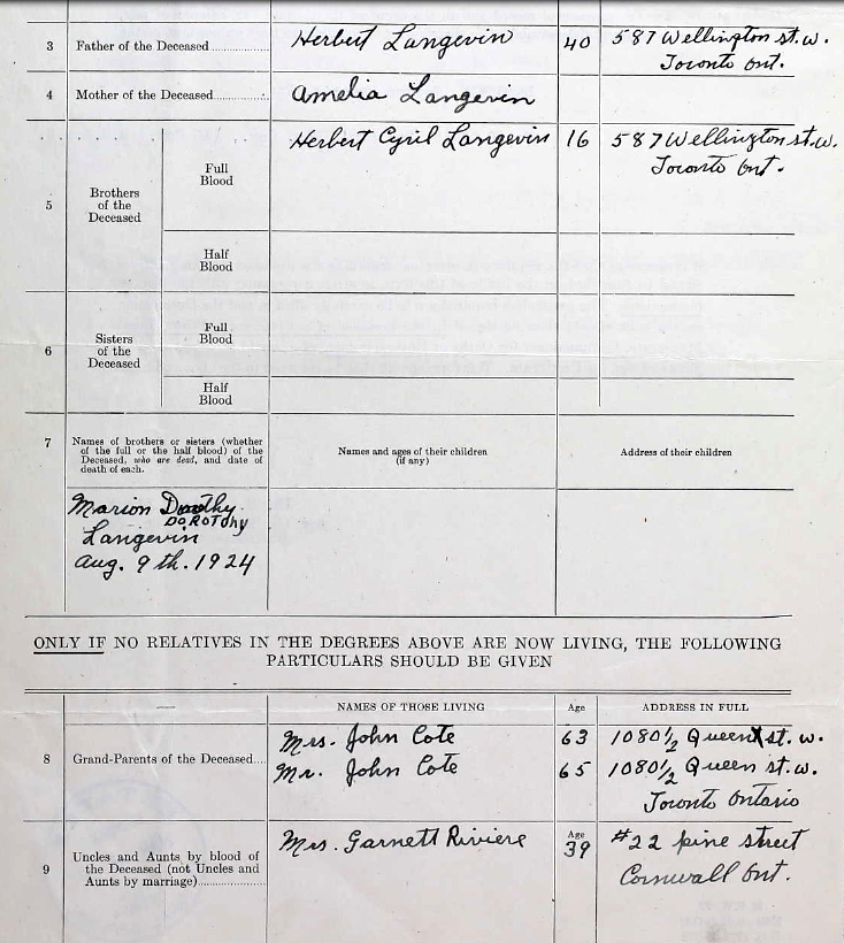 3 Father of the Deceased Herbert Langevin 40 587 Wellington st. w.
Toronto Ont.
4 Mother of the Deceased Amelia Langevin
Herbert Cyril Langevin 16 587 Wellington st. w.
Toronto Ont.
Full
Blood
5 Brothers
of the
Deceased
Half
Blood
6 Sisters
of the
Deceased
Full
Blood
Half
Blood
7 Names of brothers or sisters (whether
of the full or the half blood) of the
Deceased, who are dead, and date of
death of each.
Names and ages of their children
(if any)
Address of their children
Marion Dorothy
DOROTOhy
Langevin
Aug. 9th. 1924
ONLY IF NO RELATIVES IN THE DEGREES ABOVE ARE NOW LIVING, THE FOLLOWING
PARTICULARS SHOULD BE GIVEN
NAMES OF THOSE LIVING Age ADDRESS IN FULL
8 Grand-Parents of the Deceased
Mrs. John Cote 63 1080½ Queen st. w.
Mr. John Cote 65 1080½ Queen st. w.
Toronto Ontario
9 Uncles and Aunts by blood of
the Deceased (not Uncles and
Aunts by marriage)
Mrs. Garnett Riviere Age 39 #22 pine street
Cornwall Ont.